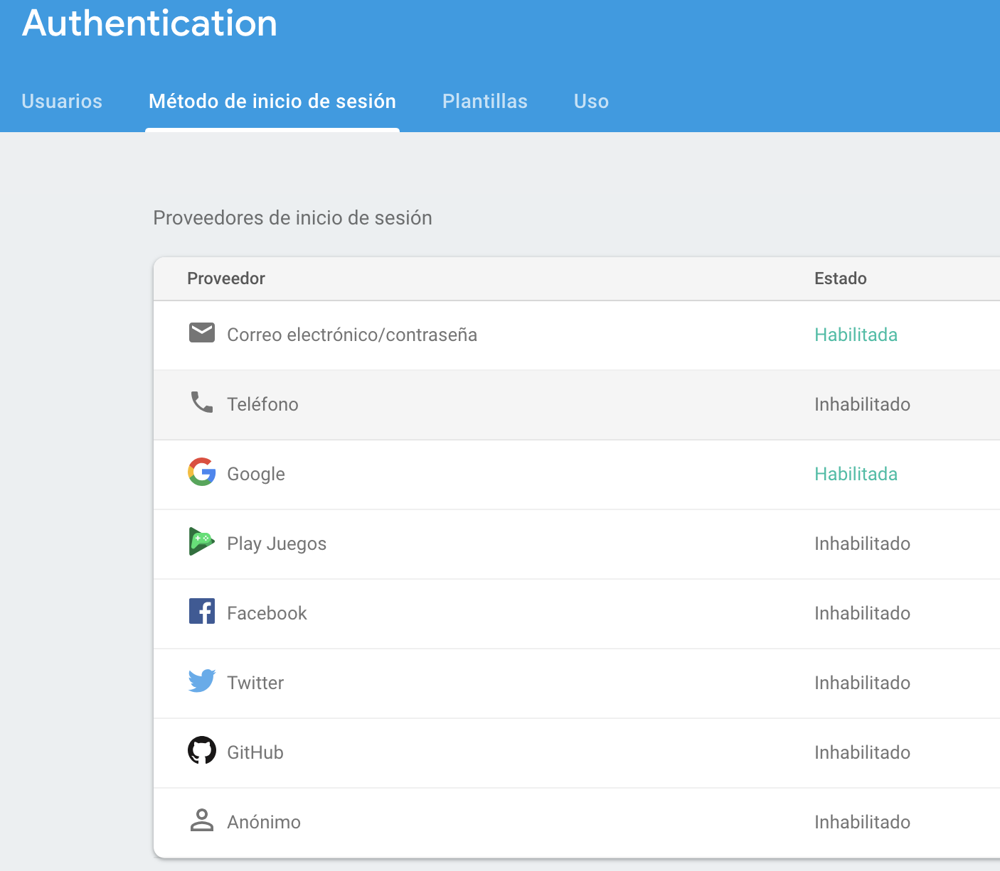 Authentication
Usuarios Método de inicio de sesión Plantillas Uso
Proveedores de inicio de sesión
Proveedor Estado
Correo electrónico/contraseña Habilitada
Teléfono Inhabilitado
Google Habilitada
Play Juegos Inhabilitado
Facebook Inhabilitado
Twitter Inhabilitado
GitHub Inhabilitado
Anónimo Inhabilitado